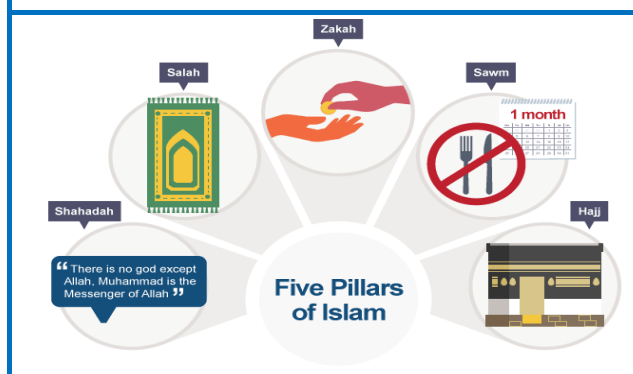 Zakah
Salah
Sawm
1 month
Shahadah
Hajj
“ There is no god except
Allah, Muhammad is the
Messenger of Allah ”
Five Pillars
of Islam